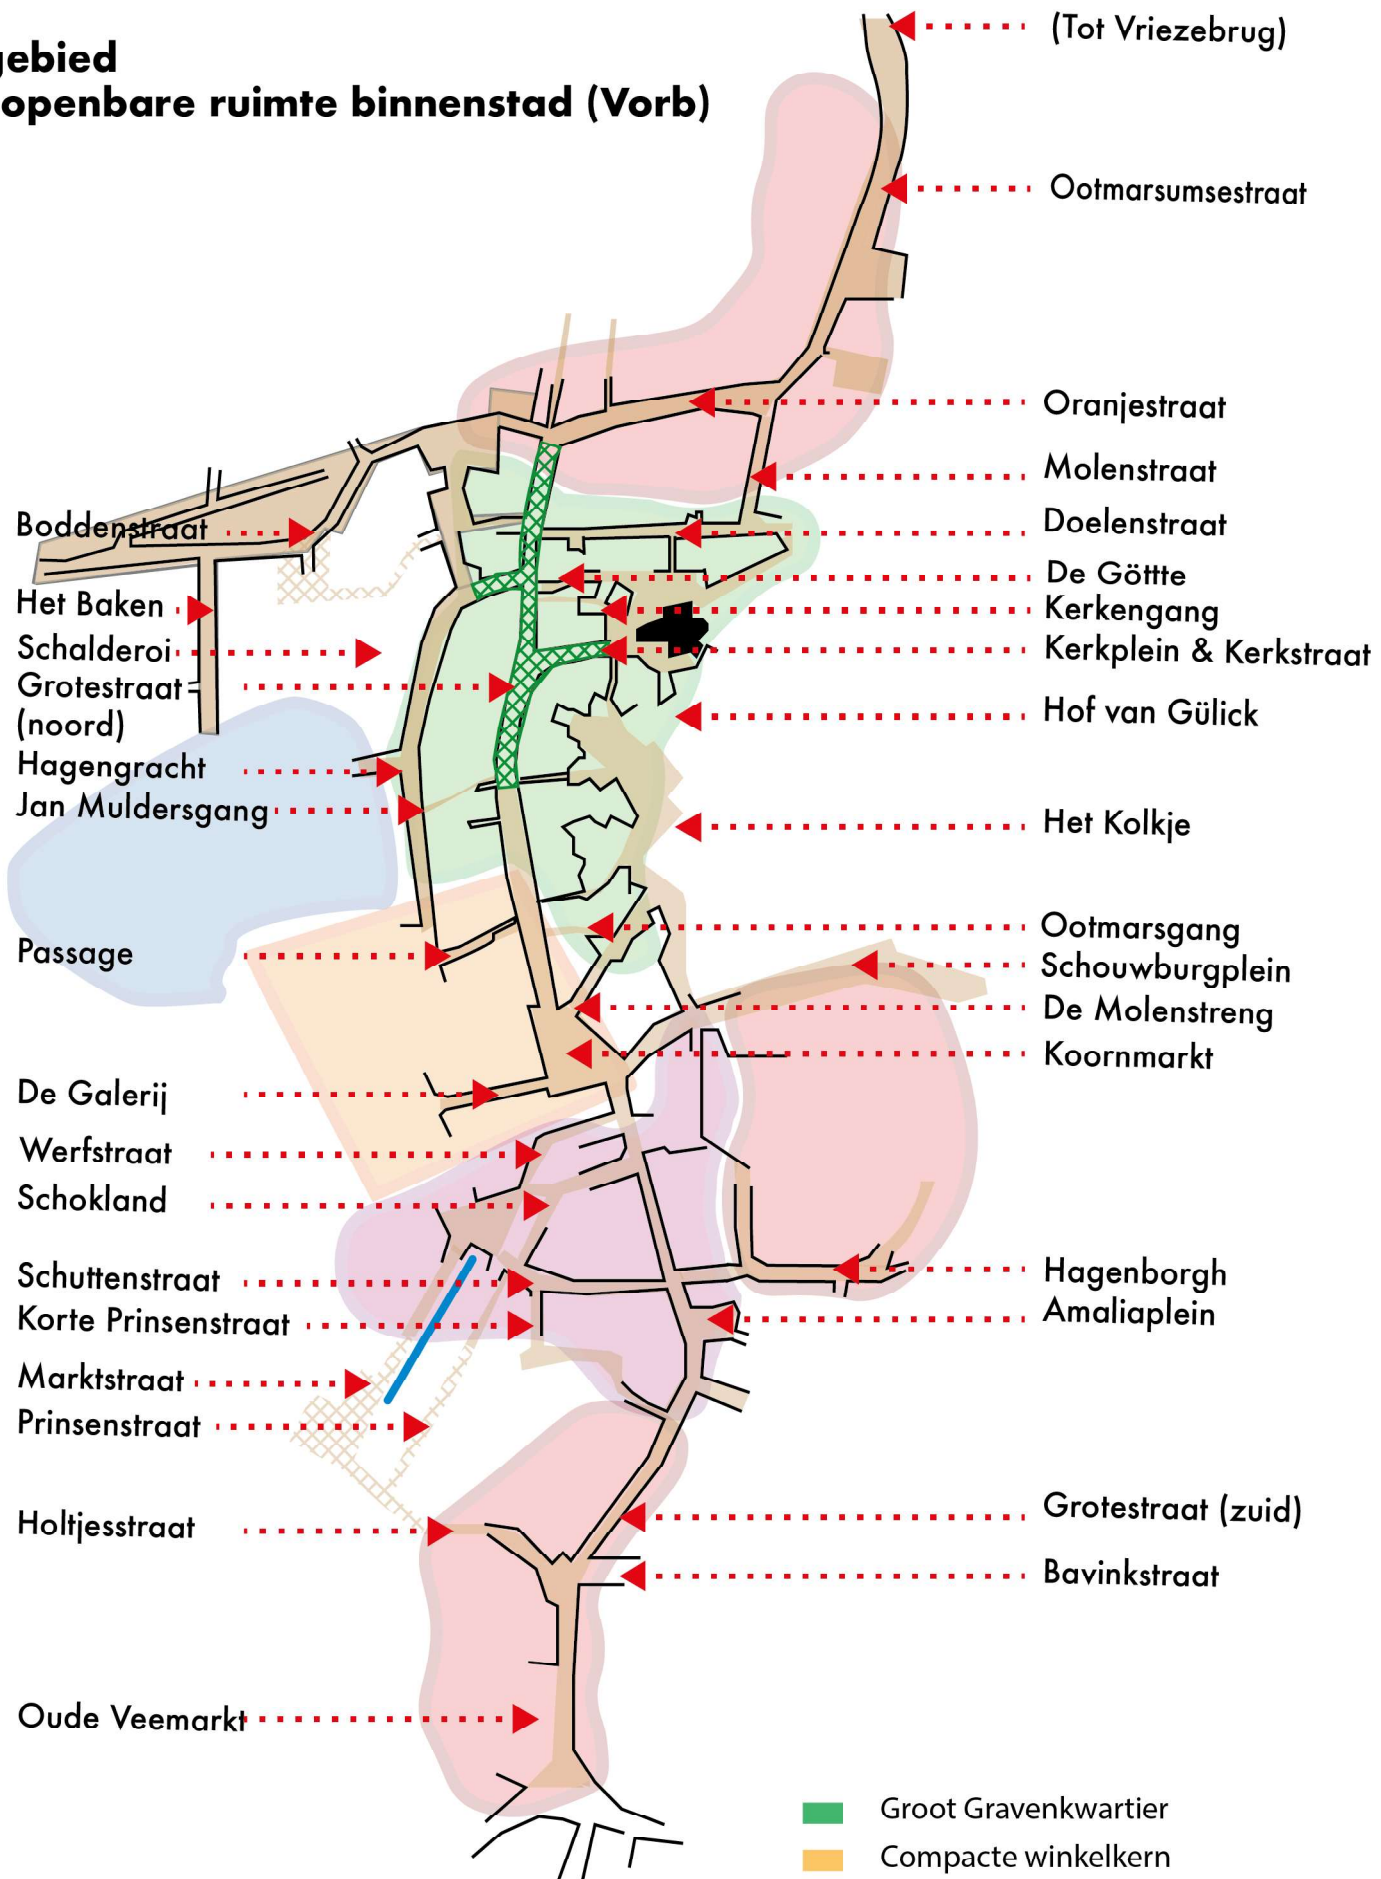 gebied
openbare ruimte binnenstad (Vorb)
(Tot Vriezebrug)
Ootmarsumsestraat
Oranjestraat
Molenstraat
Doelenstraat
De Göttte
Kerkengang
Kerkplein & Kerkstraat
Hof van Gülick
Het Kolkje
Ootmarsgang
Schouwburgplein
De Molenstreng
Koornmarkt
Hagenborgh
Amaliaplein
Grotestraat (zuid)
Bavinkstraat
Boddenstraat
Het Baken
Schalderoi
Grotestraat
(noord)
Hagengracht
Jan Muldersgang
Passage
De Galerij
Werfstraat
Schokland
Schuttenstraat
Korte Prinsenstraat
Marktstraat
Prinsenstraat
Holtjesstraat
Oude Veemarkt
Groot Gravenkwartier
Compacte winkelkern